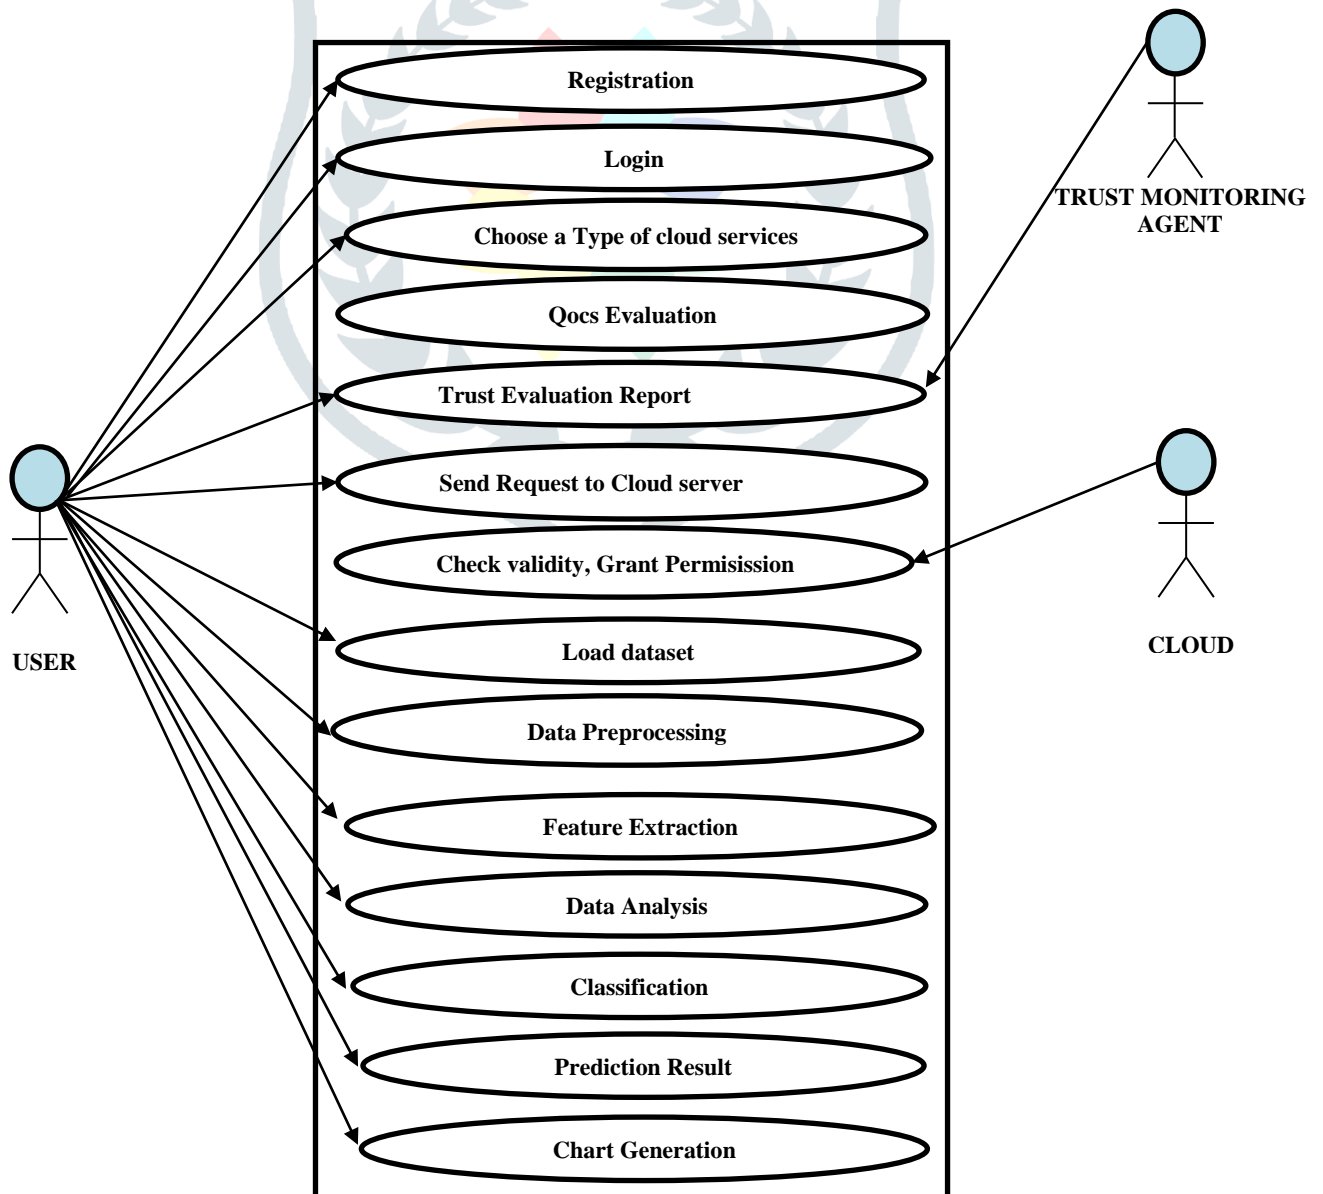 Registration
Login
Choose a Type of cloud services
Qocs Evaluation
Trust Evaluation Report
Send Request to Cloud server
Check validity, Grant Permisission
Load dataset
Data Preprocessing
Feature Extraction
Data Analysis
Classification
Prediction Result
Chart Generation
USER
TRUST MONITORING
AGENT
CLOUD